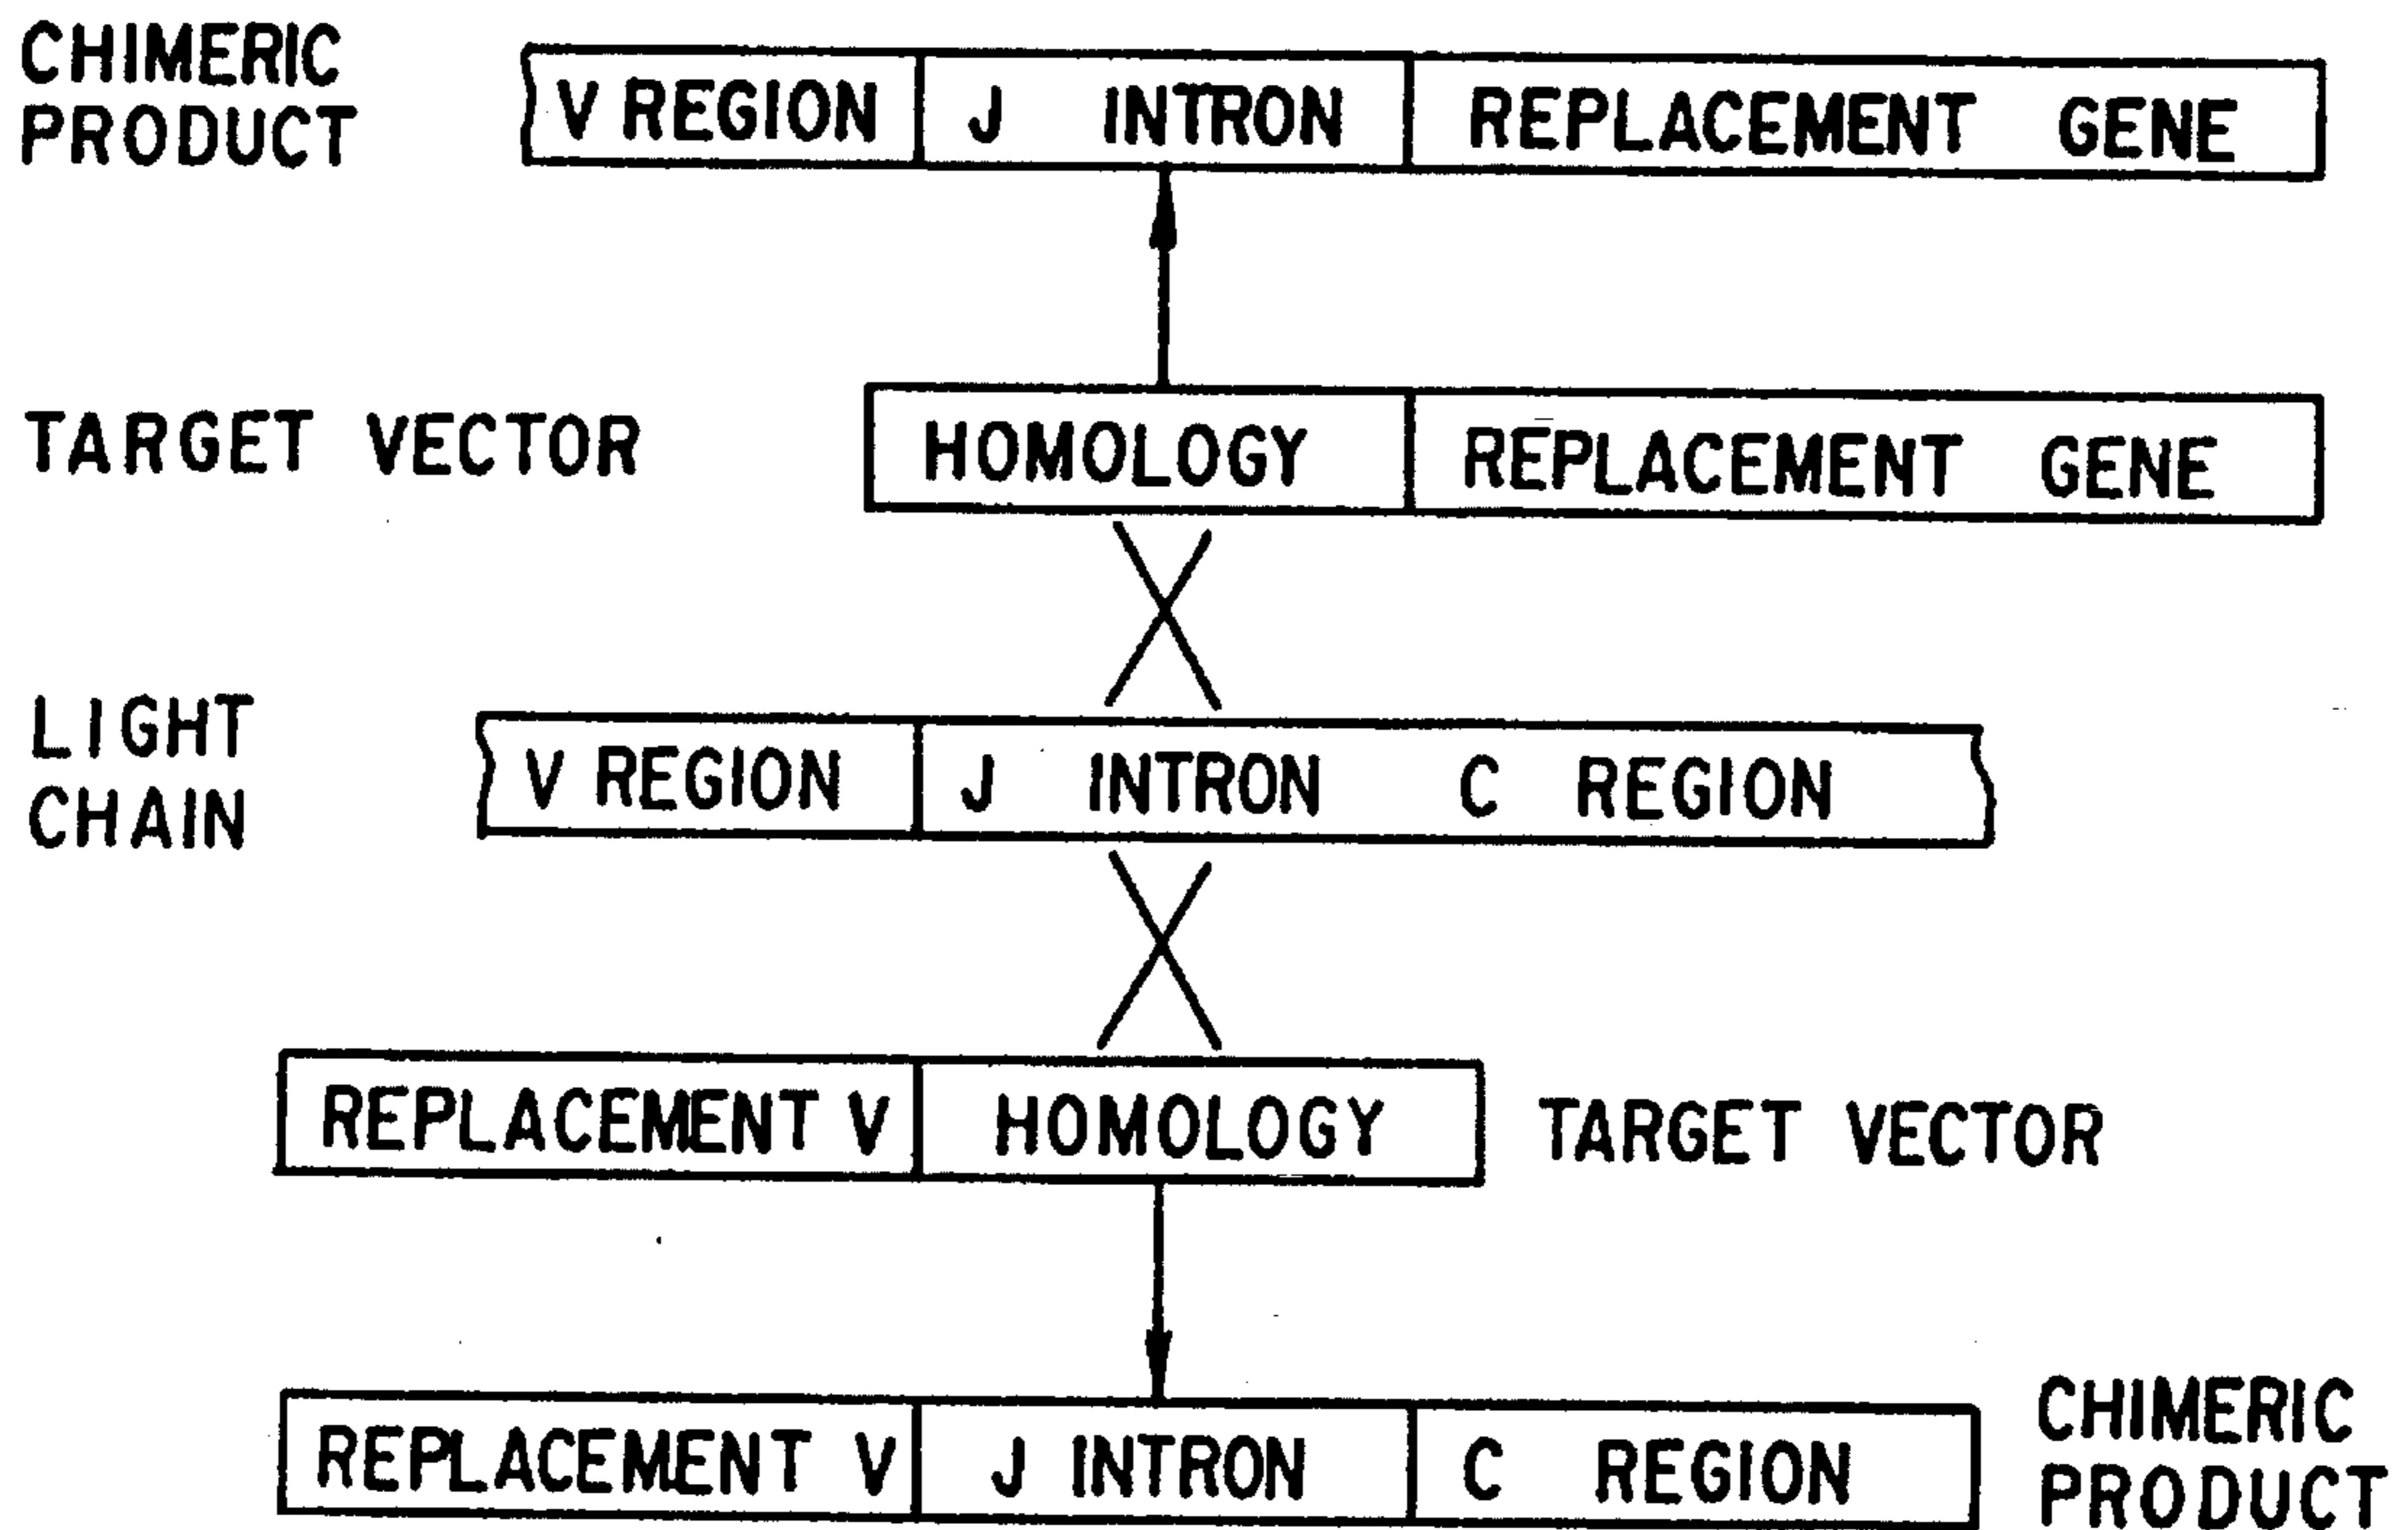 CHIMERIC
PRODUCT
V REGION J INTRON REPLACEMENT GENE
TARGET VECTOR
HOMOLOGY REPLACEMENT GENE
LIGHT
CHAIN
V REGION J INTRON C REGION
REPLACEMENT V HOMOLOGY
TARGET VECTOR
REPLACEMENT V J INTRON C REGION
CHIMERIC
PRODUCT